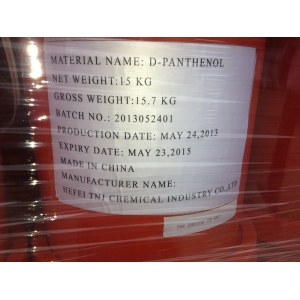 MATERIAL NAME: D-PANTHENOL
NET WEIGHT:15 KG
GROSS WEIGHT:15.7 KG
BATCH NO.: 2013052401
PRODUCTION DATE: MAY 24,2013
EXPIRY DATE: MAY 23,2015
MADE IN CHINA
MANUFACTURER NAME:
HEFEI TNJ CHEMICAL INDUSTRY CO.,LTD